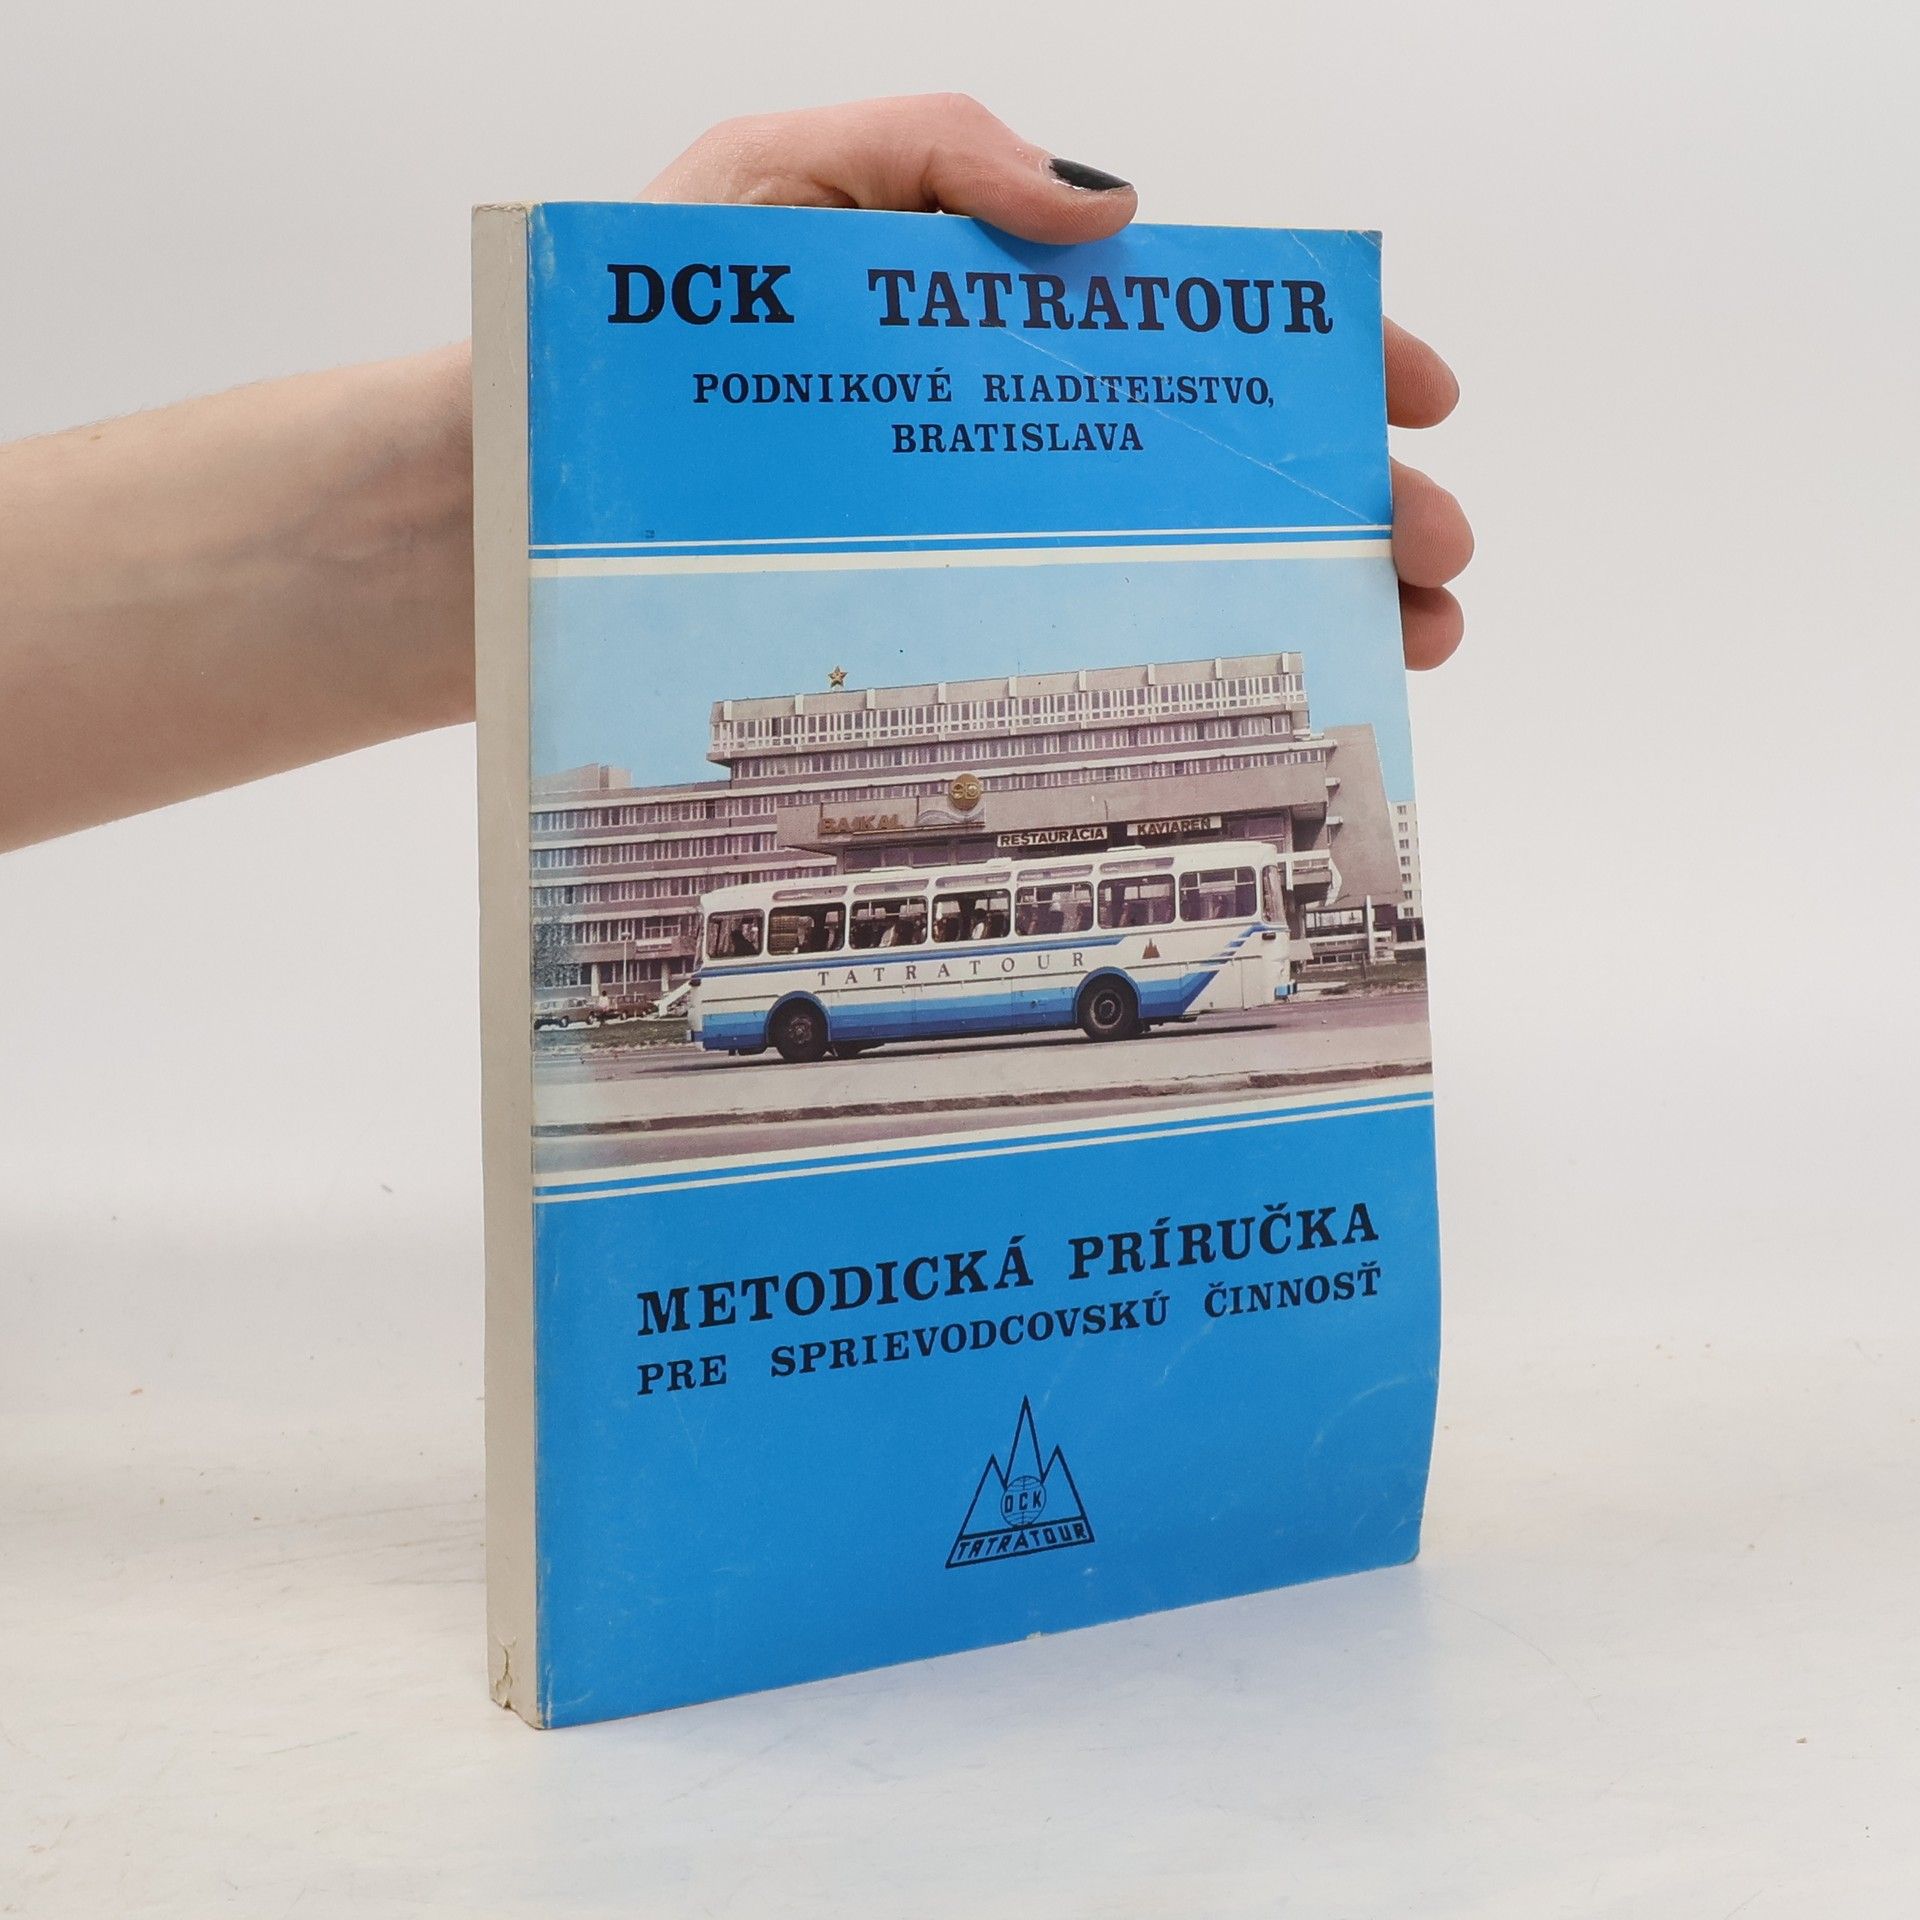 DCK TATRATOUR
PODNIKOVÉ RIADITEĽSTVO,
BRATISLAVA
BAJKAL
REŠTAURÁCIA KAVIAREŇ
TATRATOUR
METODICKÁ PRÍRUČKA
PRE SPRIEVODCOVSKÚ ČINNOSŤ
DCK
TATRATOUR